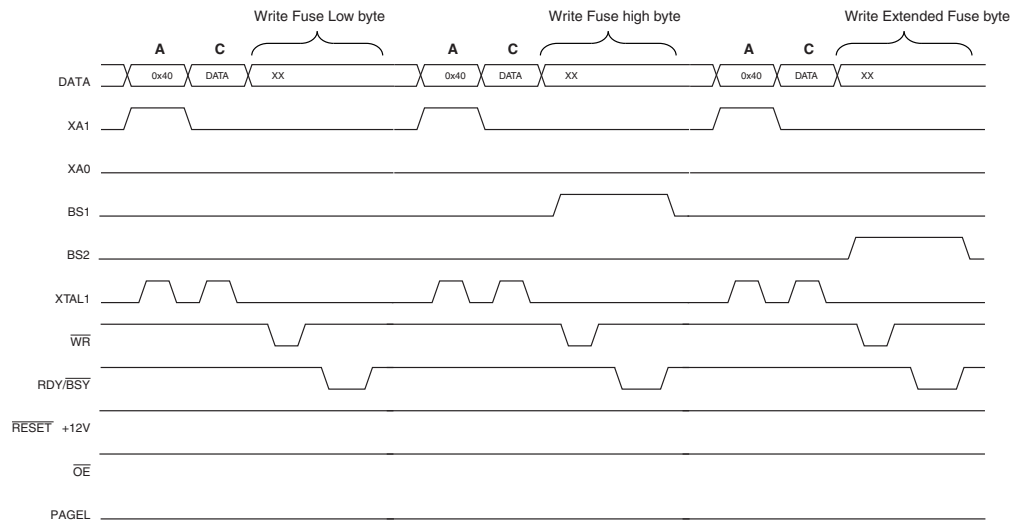 Write Fuse Low byte Write Fuse high byte Write Extended Fuse byte
A C A C A C
DATA 0x40 DATA XX 0x40 DATA XX 0x40 DATA XX
XA1
XA0
BS1
BS2
XTAL1
WR
RDY/BSY
RESET +12V
OE
PAGEL